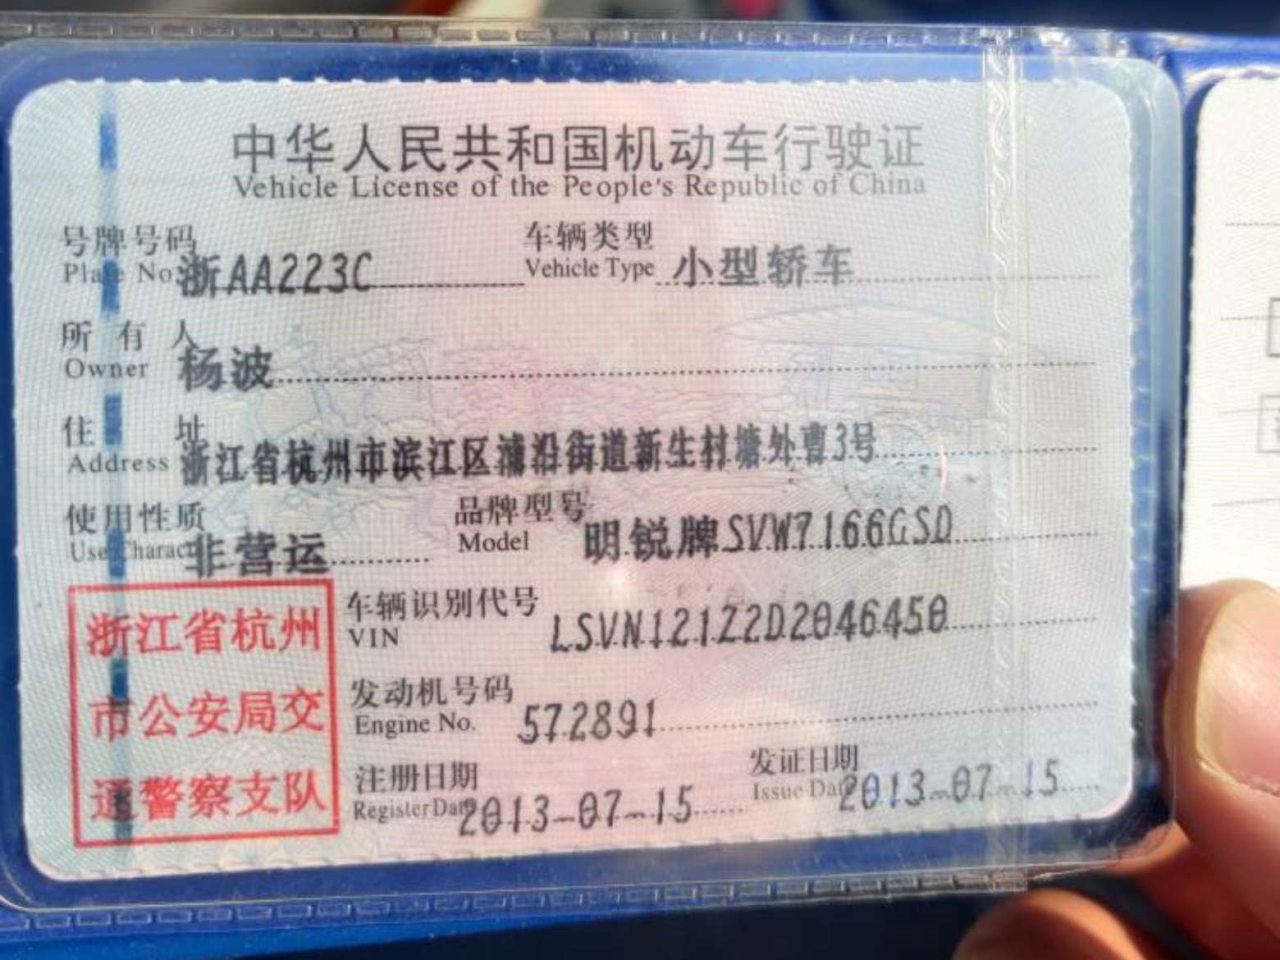 中华人民共和国机动车行驶证
Vehicle License of the People's Republic of China
号牌号码 浙AA223C 车辆类型 小型轿车
Plate No. Vehicle Type
所有人 杨波
Owner
住址 浙江省杭州市滨江区浦沿街道新生村塘外曹3号
Address
使用性质 非营运 品牌型号 明锐牌SVW7166GSD
Use Charact Model
车辆识别代号 LSVN121Z2D2046450
VIN
发动机号码 572891
Engine No.
注册日期 2013-07-15 发证日期 2013-07-15
Register Date Issue Date
浙江省杭州
市公安局交
通警察支队